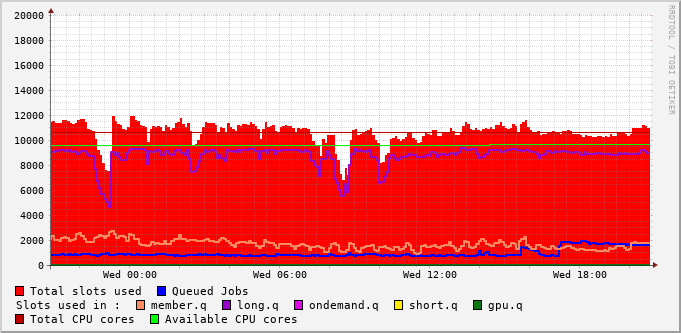 RRDTOOL / TOBI OETIKER
20000
18000
16000
14000
12000
10000
8000
6000
4000
2000
0
Wed 00:00 Wed 06:00 Wed 12:00 Wed 18:00
Total slots used Queued Jobs
Slots used in : member.q long.q ondemand.q short.q gpu.q
Total CPU cores Available CPU cores